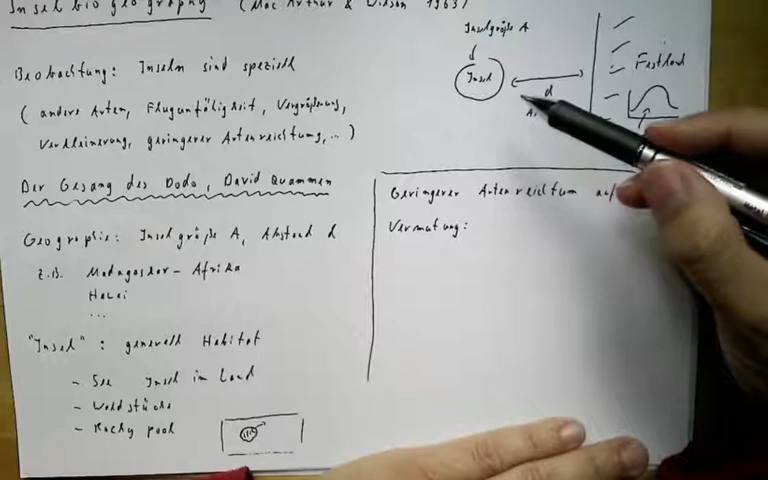 Inselbiogeography (Mac Arthur & Wilson 1963)
Beobachtung: Inseln sind speziell
( andere Arten, Flugunfähigkeit, Vergrößerung,
Verkleinerung, geringerer Artenreichtum, ... )
Der Gesang des Dodo, David Quammen
Geographie: Inselgröße A, Abstand d
z.B. Madagaskar - Afrika
Hawai
...
"Insel": generell Habitat
- See Insel im Land
- Waldstücke
- Rocky pool
Inselgröße A
Insel
d
Festland
Geringerer Artenreichtum auf
Vermutung: